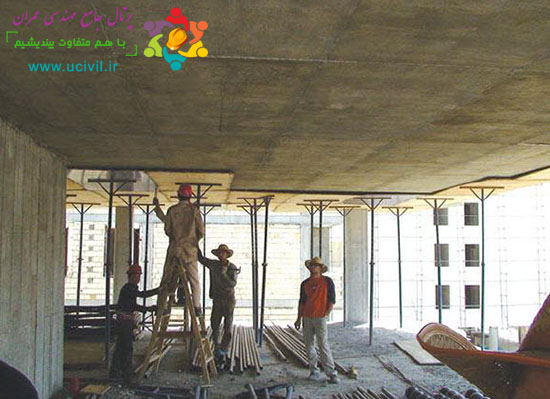 پرتال جامع مهندسی عمران
با هم متفاوت بیندیشیم
www.ucivil.ir